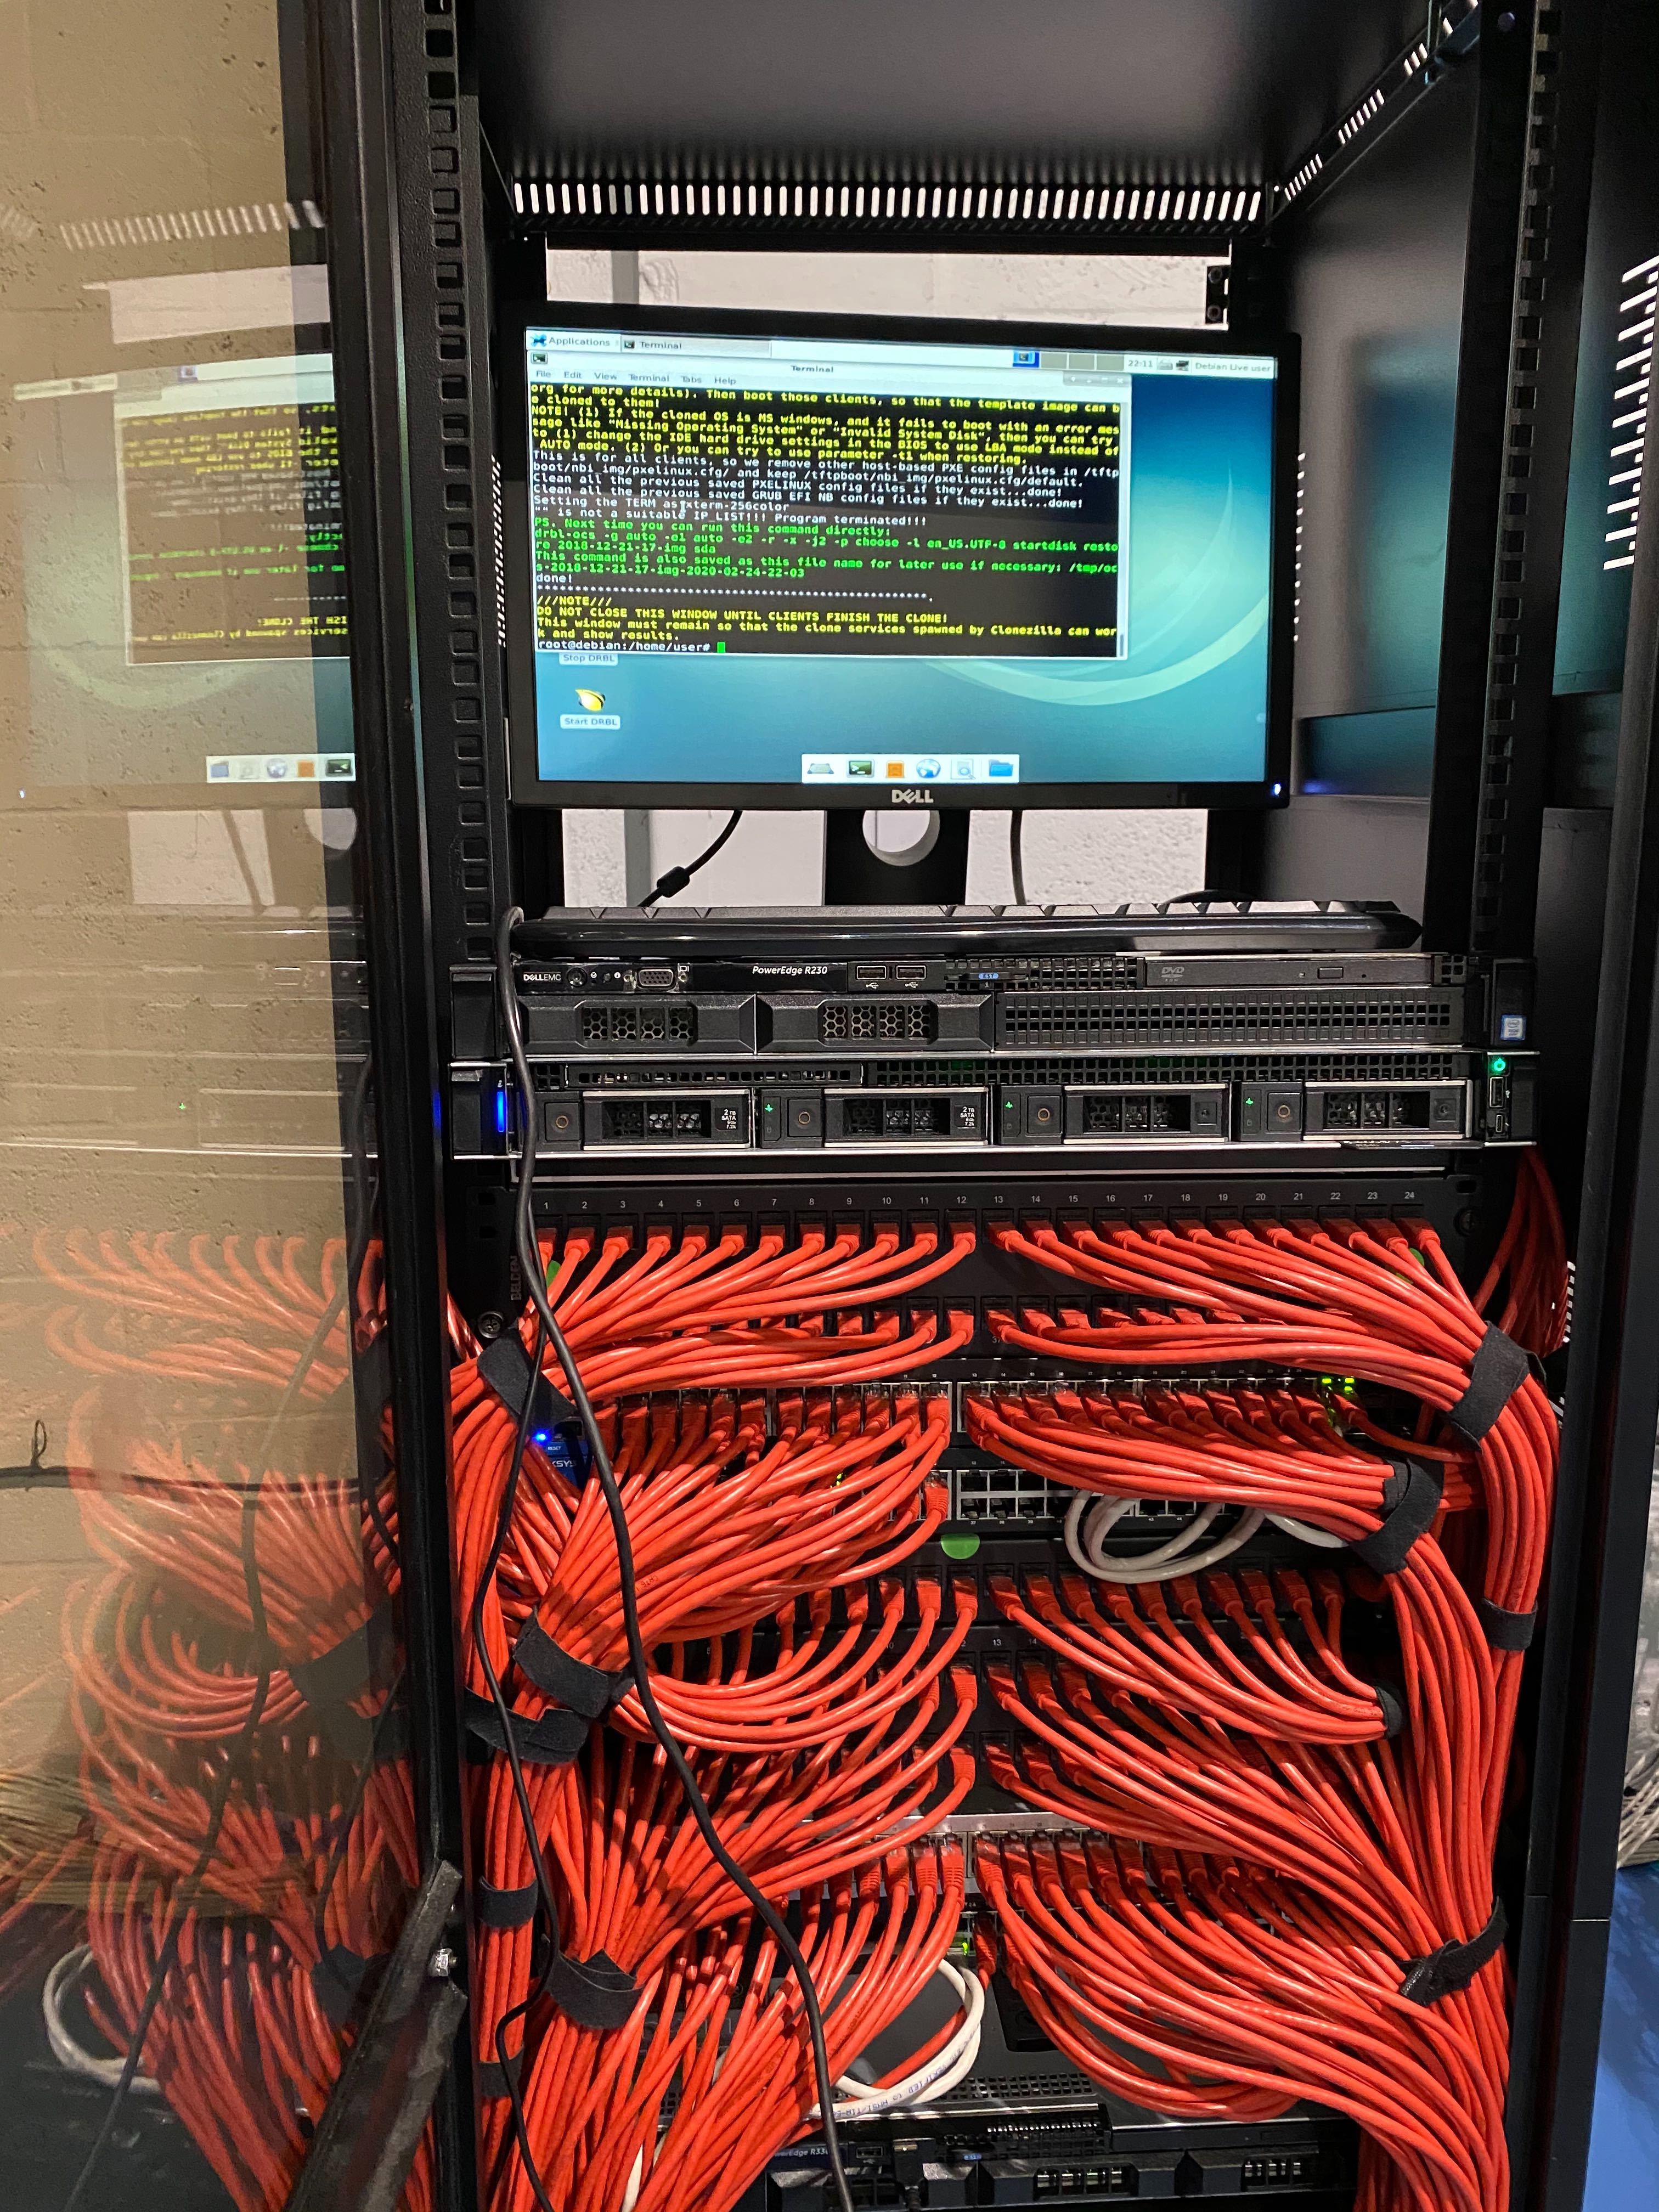 Applications
Terminal
22:11
Debian Live user
Terminal
File Edit View Terminal Tabs Help
org for more details). Then boot those clients, so that the template image can b
e cloned to them!
NOTE! (1) If the cloned OS is MS windows, and it fails to boot with an error mes
sage like "Missing Operating System" or "Invalid System Disk", then you can try
to (1) change the IDE hard drive settings in the BIOS to use LBA mode instead of
AUTO mode. (2) Or you can try to use parameter -t1 when restoring.
This is for all clients, so we remove other host-based PXE config files in /tftp
boot/nbi_img/pxelinux.cfg/ and keep /tftpboot/nbi_img/pxelinux.cfg/default.
Clean all the previous saved PXELINUX config files if they exist...done!
Clean all the previous saved GRUB EFI NB config files if they exist...done!
Setting the TERM as xterm-256color
"" is not a suitable IP LIST!!! Program terminated!!!
PS. Next time you can run this command directly:
drbl-ocs -g auto -e1 auto -e2 -r -x -j2 -p choose -l en_US.UTF-8 startdisk resto
re 2018-12-21-17-img sda
This command is also saved as this file name for later use if necessary: /tmp/oc
s-2018-12-21-17-img-2020-02-24-22-03
done!
///NOTE///
DO NOT CLOSE THIS WINDOW UNTIL CLIENTS FINISH THE CLONE!
This window must remain so that the clone services spawned by Clonezilla can wor
k and show results.
root@debian:/home/user#
Stop DRBL
Start DRBL
DELL
DELLEMC
PowerEdge R230
DVD
2TB
SATA
7.2k
2TB
SATA
7.2k
1 2 3 4 5 6 7 8 9 10 11 12 13 14 15 16 17 18 19 20 21 22 23 24
BELDEN
RESET
13 14
PowerEdge R330